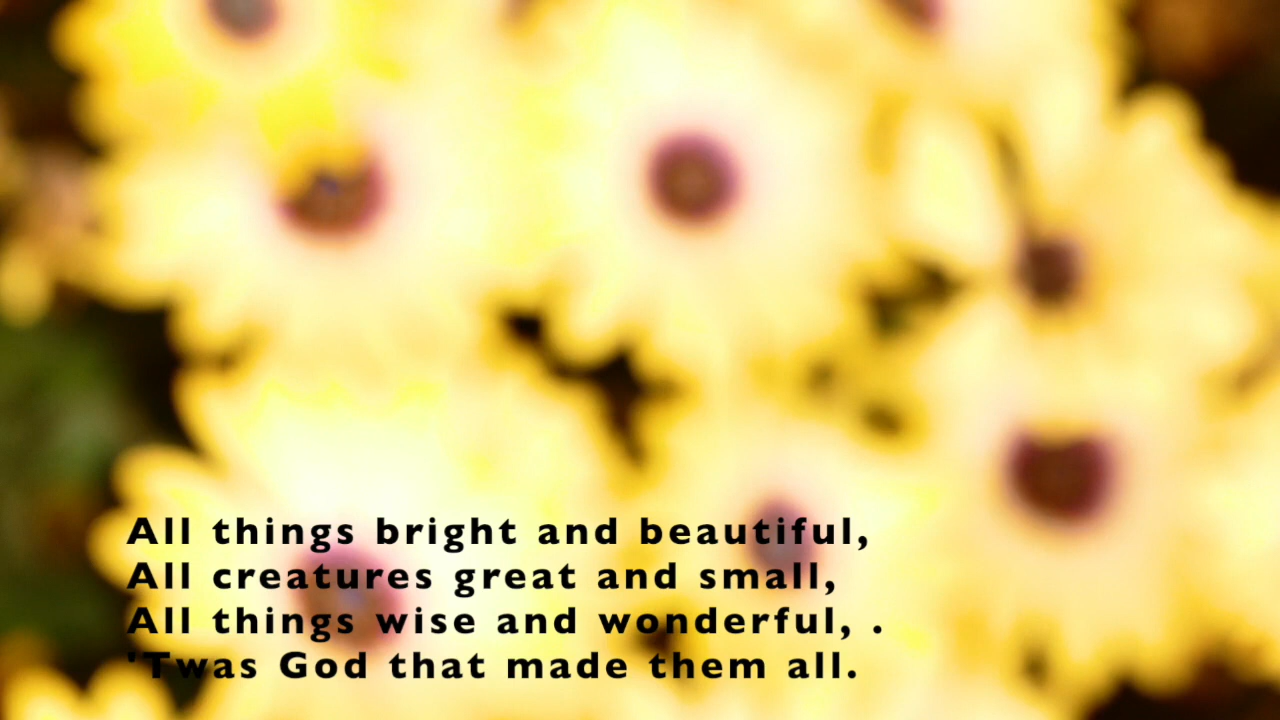 All things bright and beautiful,
All creatures great and small,
All things wise and wonderful, .
'Twas God that made them all.